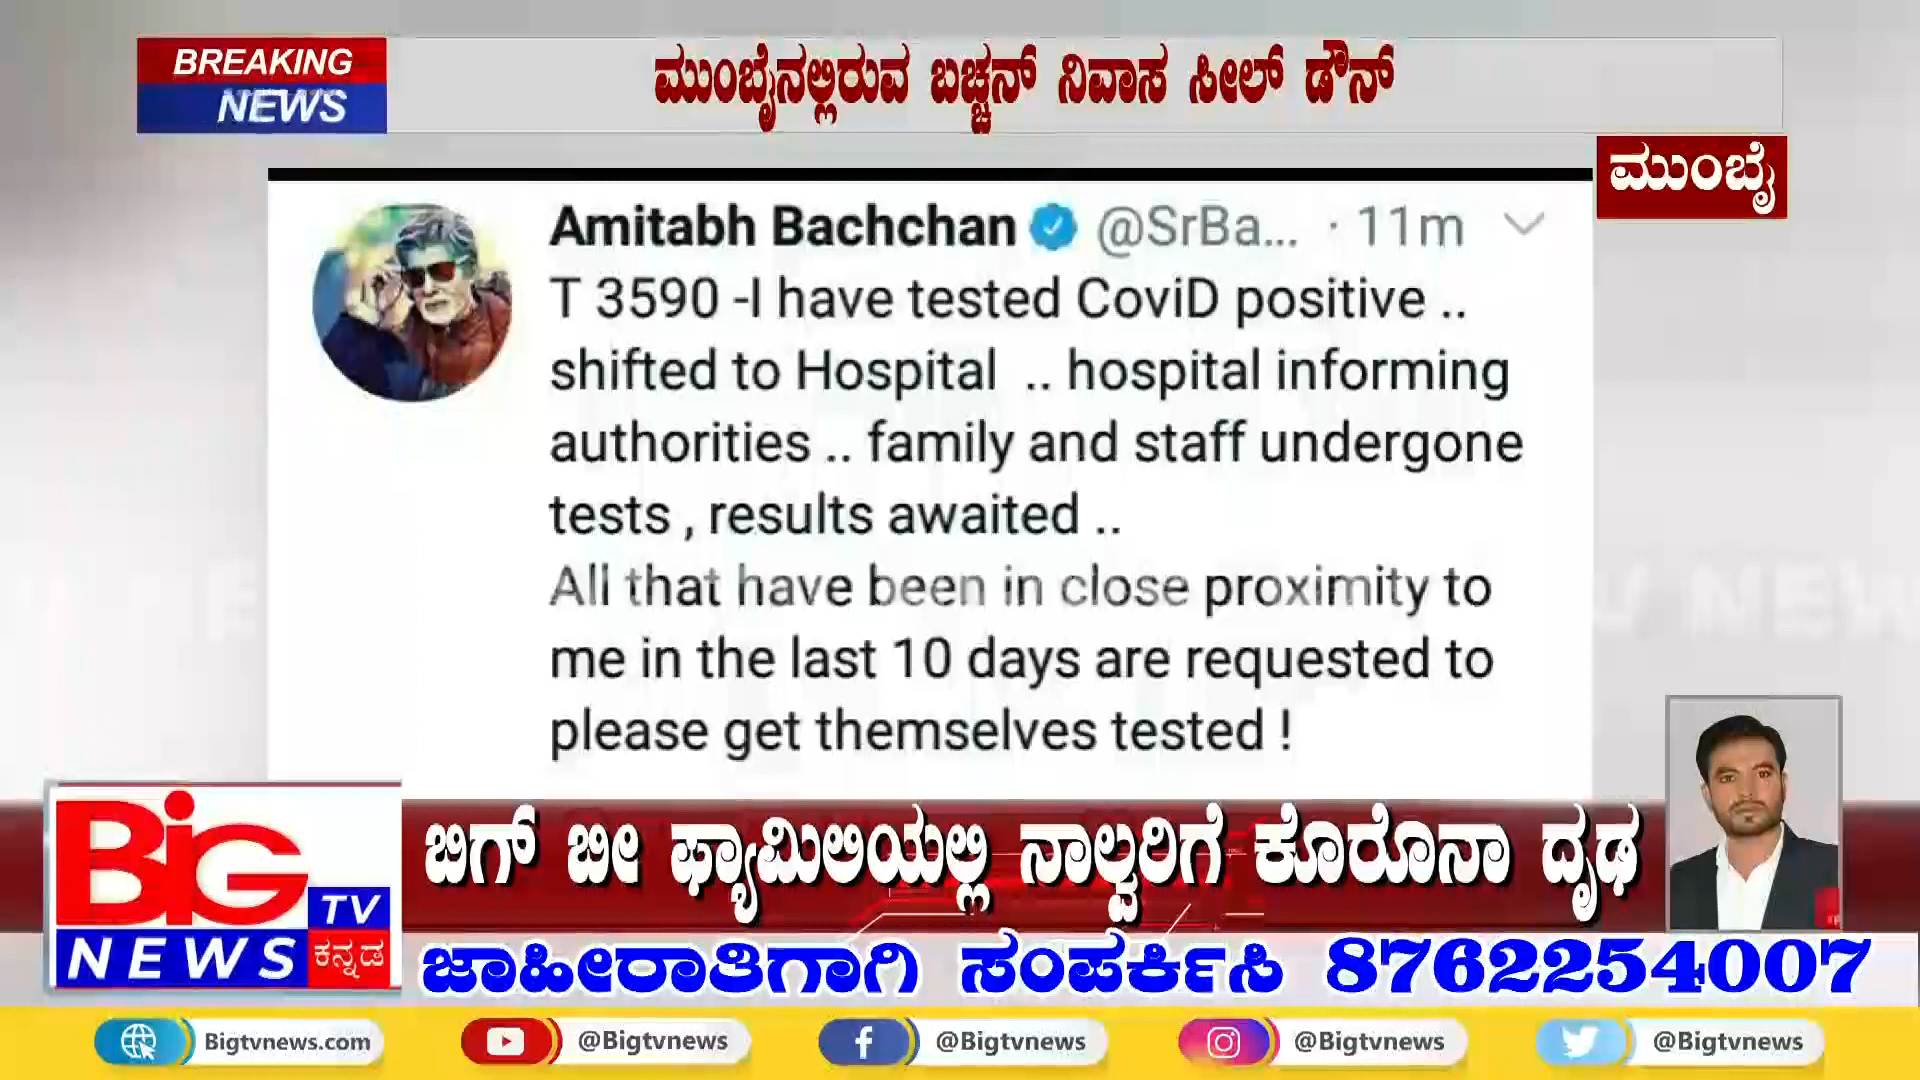 BREAKING
NEWS
ಮುಂಬೈನಲ್ಲಿರುವ ಬಚ್ಚನ್ ನಿವಾಸ ಸೀಲ್ ಡೌನ್
ಮುಂಬೈ
Amitabh Bachchan @SrBa... · 11m
T 3590 -I have tested CoviD positive ..
shifted to Hospital .. hospital informing
authorities .. family and staff undergone
tests , results awaited ..
All that have been in close proximity to
me in the last 10 days are requested to
please get themselves tested !
BiG
TV
NEWS ಕನ್ನಡ
ಬಿಗ್ ಬೀ ಫ್ಯಾಮಿಲಿಯಲ್ಲಿ ನಾಲ್ವರಿಗೆ ಕೊರೊನಾ ದೃಢ
ಜಾಹೀರಾತಿಗಾಗಿ ಸಂಪರ್ಕಿಸಿ 8762254007
Bigtvnews.com @Bigtvnews @Bigtvnews @Bigtvnews @Bigtvnews